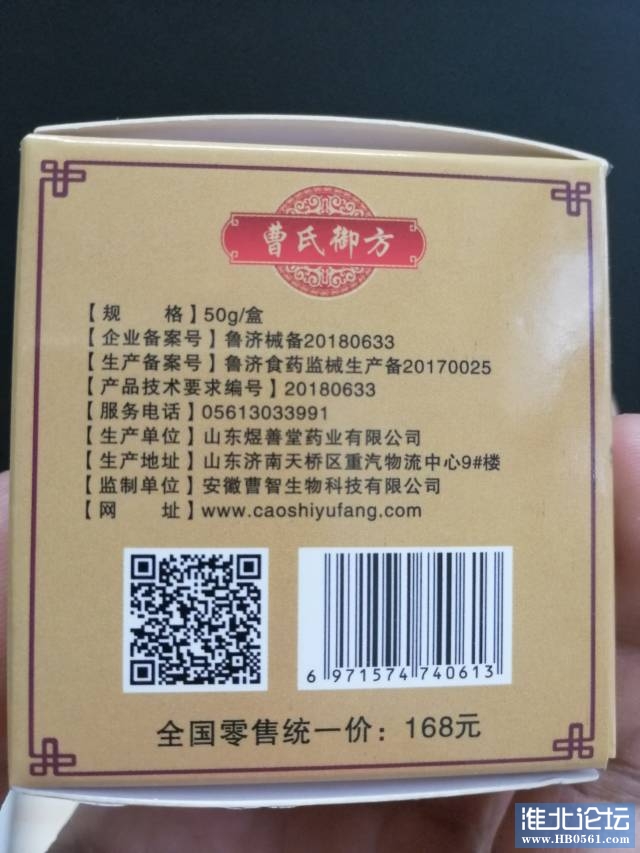 曹氏御方
【规 格】50g/盒
【企业备案号】鲁济械备20180633
【生产备案号】鲁济食药监械生产备20170025
【产品技术要求编号】20180633
【服务电话】05613033991
【生产单位】山东煜善堂药业有限公司
【生产地址】山东济南天桥区重汽物流中心9#楼
【监制单位】安徽曹智生物科技有限公司
【网 址】www.caoshiyufang.com
6 971574 740613
全国零售统一价：168元
淮北论坛
www.HB0561.com